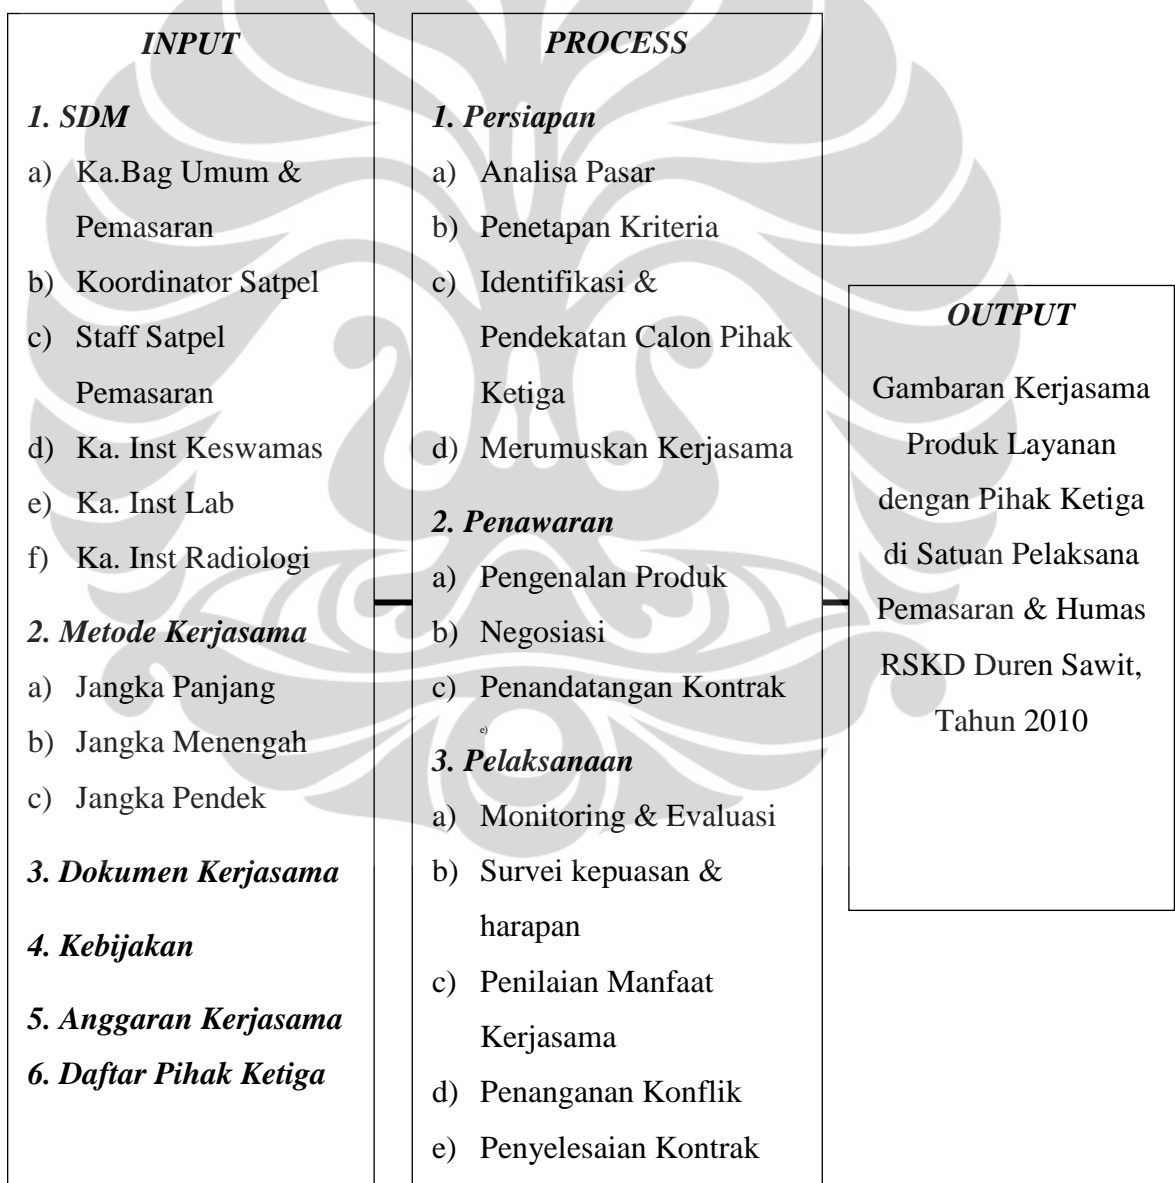 INPUT
1. SDM
a) Ka.Bag Umum &
Pemasaran
b) Koordinator Satpel
c) Staff Satpel
Pemasaran
d) Ka. Inst Keswamas
e) Ka. Inst Lab
f) Ka. Inst Radiologi
2. Metode Kerjasama
a) Jangka Panjang
b) Jangka Menengah
c) Jangka Pendek
3. Dokumen Kerjasama
4. Kebijakan
5. Anggaran Kerjasama
6. Daftar Pihak Ketiga
PROCESS
1. Persiapan
a) Analisa Pasar
b) Penetapan Kriteria
c) Identifikasi &
Pendekatan Calon Pihak
Ketiga
d) Merumuskan Kerjasama
2. Penawaran
a) Pengenalan Produk
b) Negosiasi
c) Penandatangan Kontrak
e)
3. Pelaksanaan
a) Monitoring & Evaluasi
b) Survei kepuasan &
harapan
c) Penilaian Manfaat
Kerjasama
d) Penanganan Konflik
e) Penyelesaian Kontrak
OUTPUT
Gambaran Kerjasama
Produk Layanan
dengan Pihak Ketiga
di Satuan Pelaksana
Pemasaran & Humas
RSKD Duren Sawit,
Tahun 2010